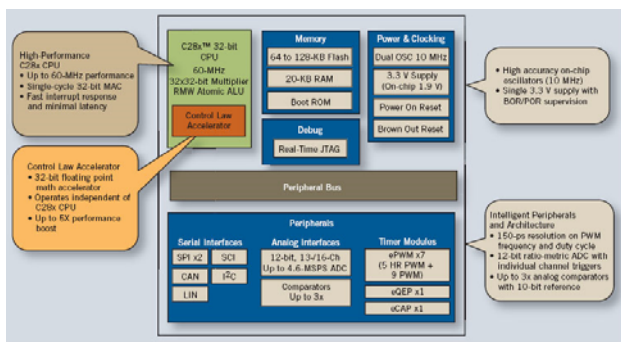 High-Performance
C28x CPU
• Up to 60-MHz performance
• Single-cycle 32-bit MAC
• Fast interrupt response
and minimal latency
Control Law Accelerator
• 32-bit floating point
math accelerator
• Operates independent of
C28x CPU
• Up to 5X performance
boost
C28x™ 32-bit
CPU
60-MHz
32x32-bit Multiplier
RMW Atomic ALU
Control Law
Accelerator
Memory
64 to 128-KB Flash
20-KB RAM
Boot ROM
Debug
Real-Time JTAG
Power & Clocking
Dual OSC 10 MHz
3.3 V Supply
(On-chip 1.9 V)
Power On Reset
Brown Out Reset
• High accuracy on-chip
oscillators (10 MHz)
• Single 3.3 V supply with
BOR/POR supervision
Peripheral Bus
Peripherals
Serial Interfaces
SPI x2
SCI
CAN
I²C
LIN
Analog Interfaces
12-bit, 13/16-Ch
Up to 4.6-MSPS ADC
Comparators
Up to 3x
Timer Modules
ePWM x7
(5 HR PWM +
9 PWM)
eQEP x1
eCAP x1
Intelligent Peripherals
and Architecture
• 150-ps resolution on PWM
frequency and duty cycle
• 12-bit ratio-metric ADC with
individual channel triggers
• Up to 3x analog comparators
with 10-bit reference